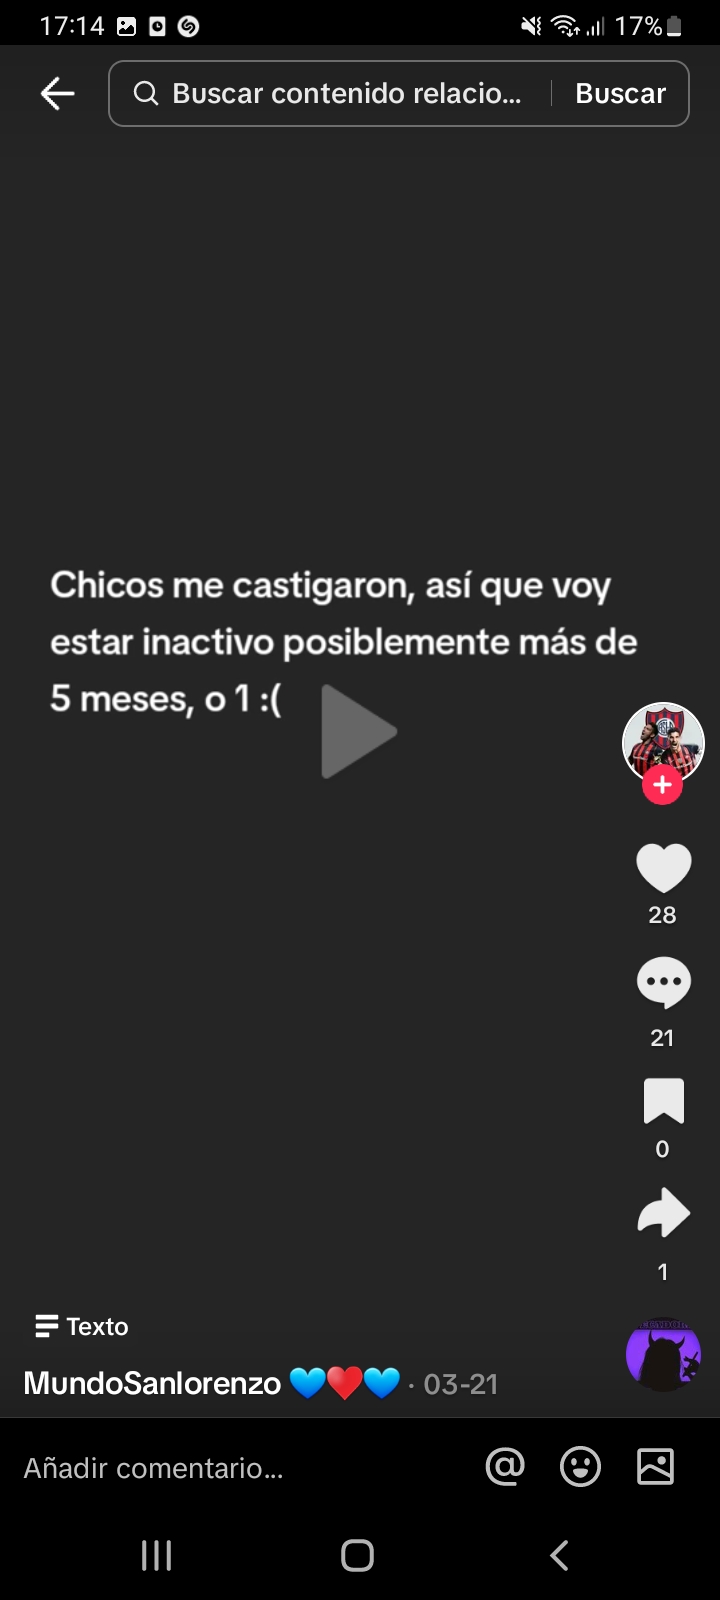 17:14
17%
Buscar contenido relacio...
Buscar
Chicos me castigaron, así que voy
estar inactivo posiblemente más de
5 meses, o 1 :(
28
21
0
1
Texto
MundoSanlorenzo 💙❤️💙 · 03-21
Añadir comentario...